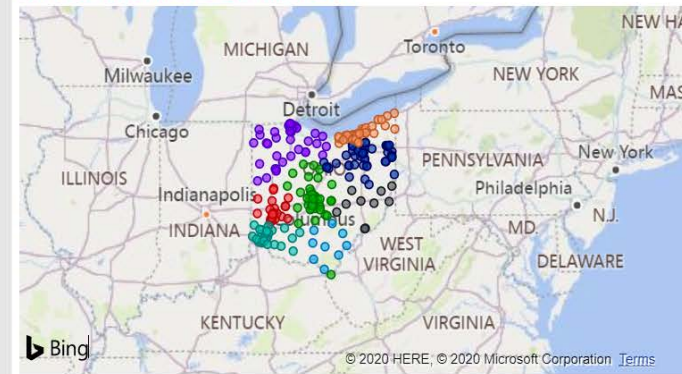 NEW HA
MICHIGAN
Toronto
Milwaukee
NEW YORK
MAS
Detroit
Chicago
PENNSYLVANIA
New York
ILLINOIS
Indianapolis
Philadelphia
N.J.
INDIANA
MD.
WEST
VIRGINIA
DELAWARE
KENTUCKY
VIRGINIA
Bing
© 2020 HERE, © 2020 Microsoft Corporation Terms